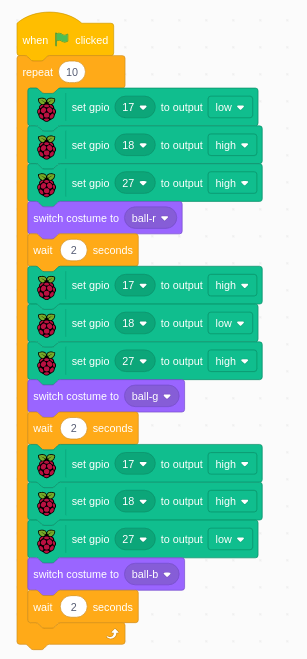 when clicked
repeat 10
set gpio 17 to output low
set gpio 18 to output high
set gpio 27 to output high
switch costume to ball-r
wait 2 seconds
set gpio 17 to output high
set gpio 18 to output low
set gpio 27 to output high
switch costume to ball-g
wait 2 seconds
set gpio 17 to output high
set gpio 18 to output high
set gpio 27 to output low
switch costume to ball-b
wait 2 seconds